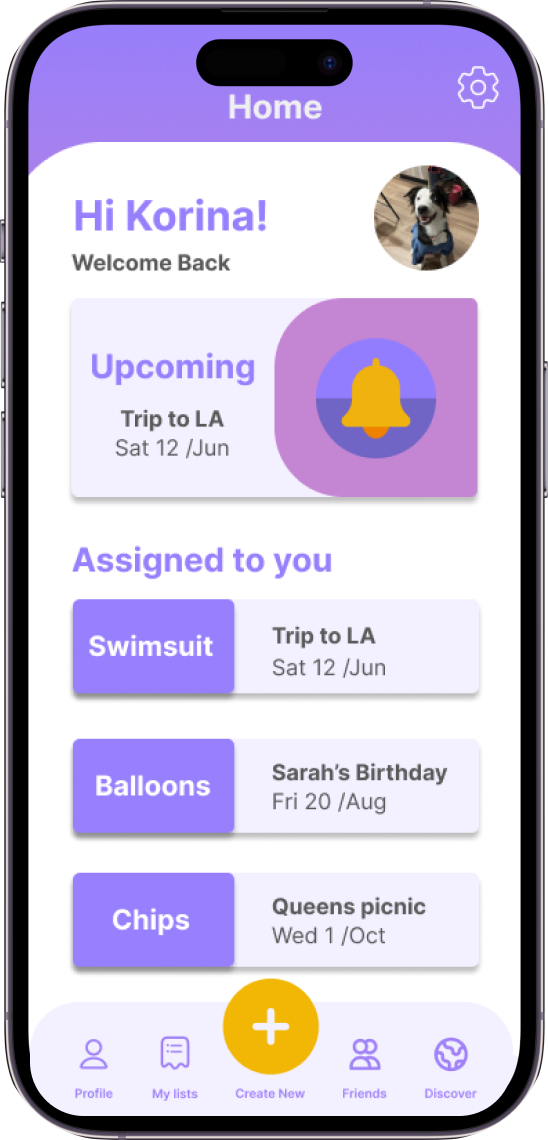 Home
Hi Korina!
Welcome Back
Upcoming
Trip to LA
Sat 12 /Jun
Assigned to you
Swimsuit
Trip to LA
Sat 12 /Jun
Balloons
Sarah’s Birthday
Fri 20 /Aug
Chips
Queens picnic
Wed 1 /Oct
Profile
My lists
Create New
Friends
Discover